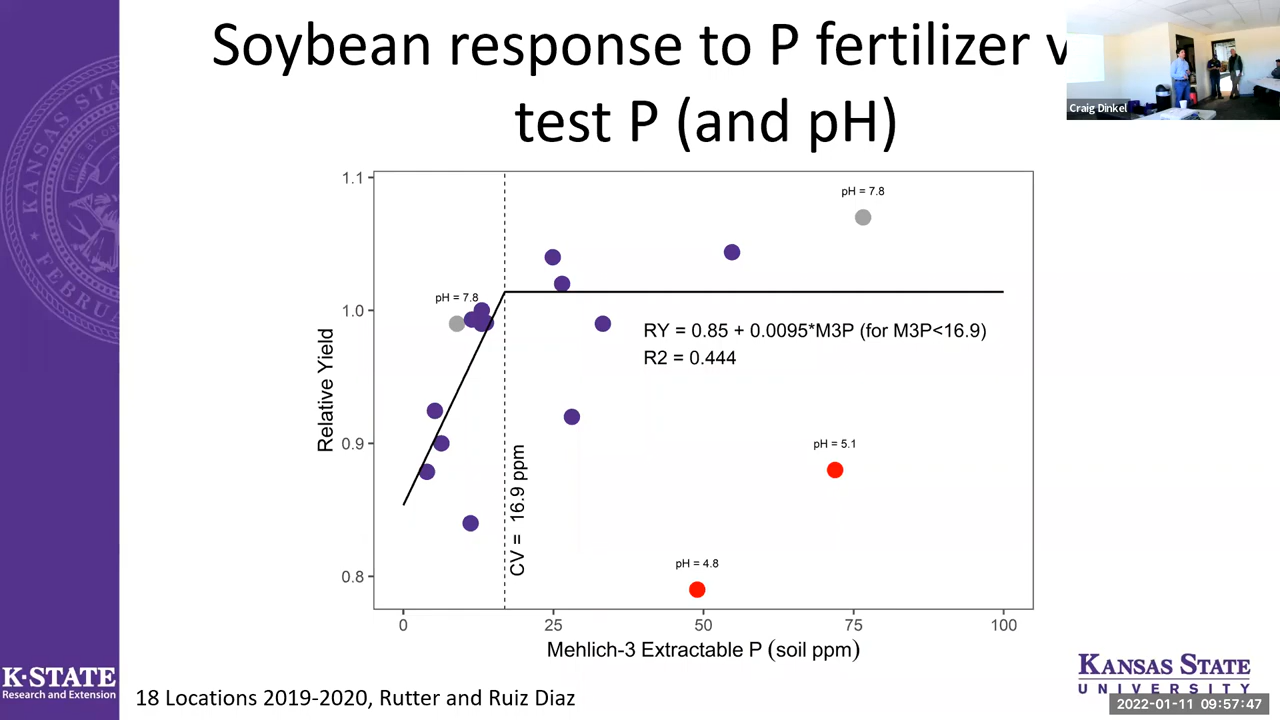 Soybean response to P fertilizer v
test P (and pH)
Craig Dinkel
1.1
1.0
0.9
0.8
Relative Yield
pH = 7.8
pH = 7.8
RY = 0.85 + 0.0095*M3P (for M3P<16.9)
R2 = 0.444
pH = 5.1
pH = 4.8
CV = 16.9 ppm
0 25 50 75 100
Mehlich-3 Extractable P (soil ppm)
K-STATE
Research and Extension
18 Locations 2019-2020, Rutter and Ruiz Diaz
KANSAS STATE
UNIVERSITY
2022-01-11 09:57:47
KANSAS STA
FEBRUA